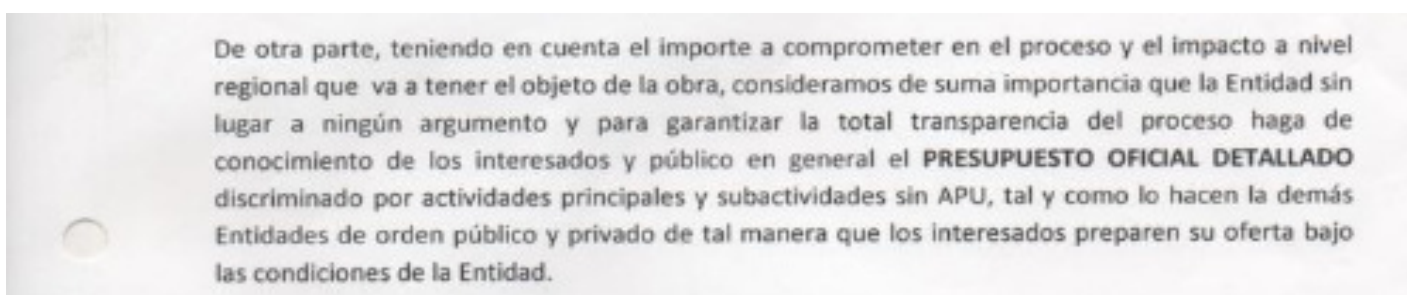 De otra parte, teniendo en cuenta el importe a comprometer en el proceso y el impacto a nivel
regional que va a tener el objeto de la obra, consideramos de suma importancia que la Entidad sin
lugar a ningún argumento y para garantizar la total transparencia del proceso haga de
conocimiento de los interesados y público en general el PRESUPUESTO OFICIAL DETALLADO
discriminado por actividades principales y subactividades sin APU, tal y como lo hacen la demás
Entidades de orden público y privado de tal manera que los interesados preparen su oferta bajo
las condiciones de la Entidad.